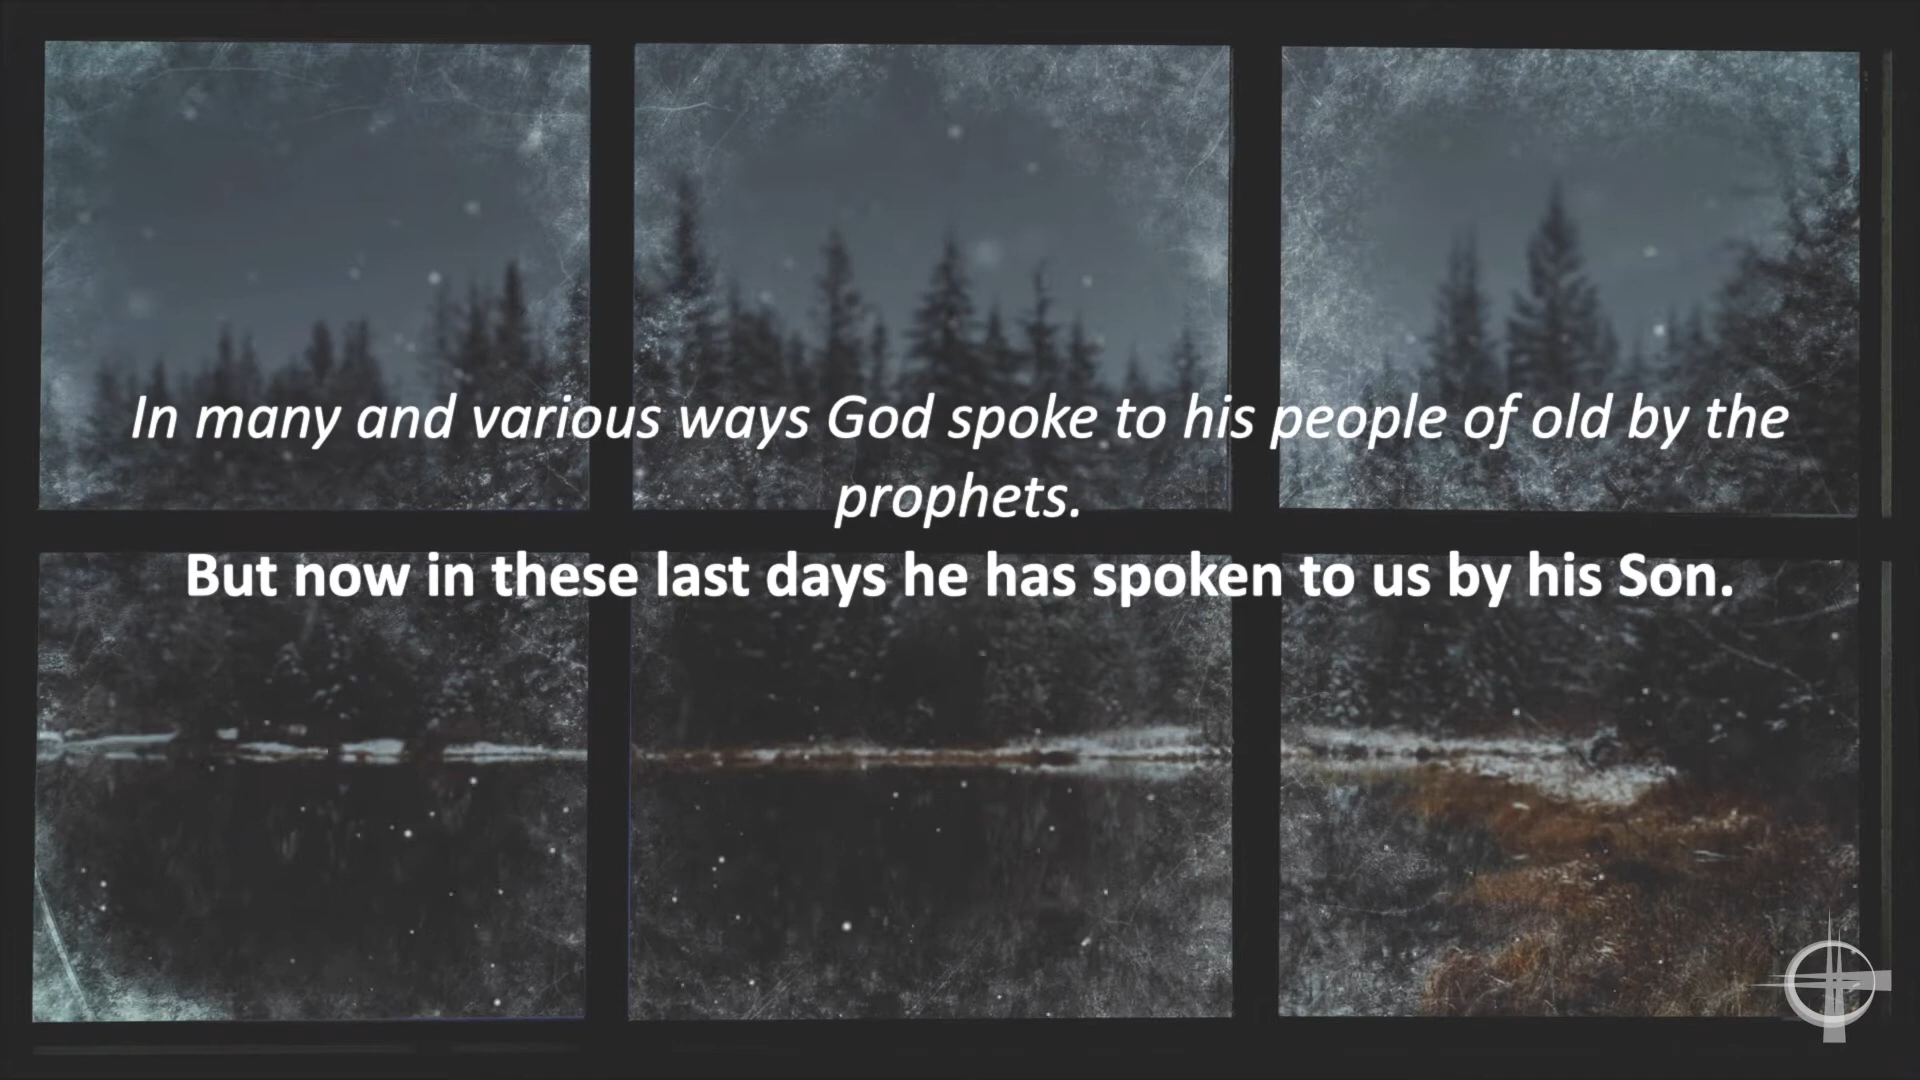 In many and various ways God spoke to his people of old by the
prophets.
But now in these last days he has spoken to us by his Son.